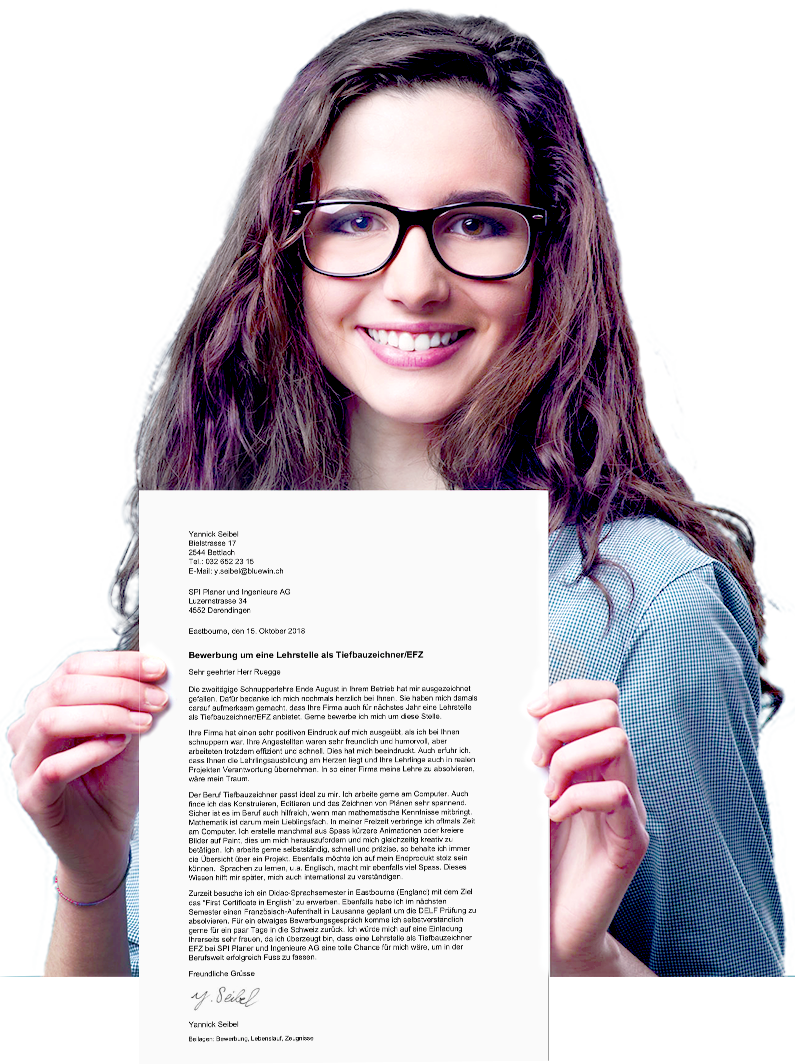 Yannick Seibel
Bielstrasse 17
2544 Bettlach
Tel.: 032 652 23 15
E-Mail: y.seibel@bluewin.ch
SPI Planer und Ingenieure AG
Luzernstrasse 34
4552 Derendingen
Eastbourne, den 15. Oktober 2018
Bewerbung um eine Lehrstelle als Tiefbauzeichner/EFZ
Sehr geehrter Herr Ruegge
Die zweitägige Schnupperlehre Ende August in Ihrem Betrieb hat mir ausgezeichnet
gefallen. Dafür bedanke ich mich nochmals herzlich bei Ihnen. Sie haben mich damals
darauf aufmerksam gemacht, dass Ihre Firma auch für nächstes Jahr eine Lehrstelle
als Tiefbauzeichner/EFZ anbietet. Gerne bewerbe ich mich um diese Stelle.
Ihre Firma hat einen sehr positiven Eindruck auf mich ausgeübt, als ich bei Ihnen
schnuppern war. Ihre Angestellten waren sehr freundlich und humorvoll, aber
arbeiteten trotzdem effizient und schnell. Dies hat mich beeindruckt. Auch erfuhr ich,
dass Ihnen die Lehrlingsausbildung am Herzen liegt und Ihre Lehrlinge auch in realen
Projekten Verantwortung übernehmen. In so einer Firma meine Lehre zu absolvieren,
wäre mein Traum.
Der Beruf Tiefbauzeichner passt ideal zu mir. Ich arbeite gerne am Computer. Auch
finde ich das Konstruieren, Editieren und das Zeichnen von Plänen sehr spannend.
Sicher ist es im Beruf auch hilfreich, wenn man mathematische Kenntnisse mitbringt.
Mathematik ist darum mein Lieblingsfach. In meiner Freizeit verbringe ich oftmals Zeit
am Computer. Ich erstelle manchmal aus Spass kürzere Animationen oder kreiere
Bilder auf Paint, dies um mich herauszufordern und mich gleichzeitig kreativ zu
betätigen. Ich arbeite gerne selbstständig, schnell und präzise, so behalte ich immer
die Übersicht über ein Projekt. Ebenfalls möchte ich auf mein Endprodukt stolz sein
können. Sprachen zu lernen, u.a. Englisch, macht mir ebenfalls viel Spass. Dieses
Wissen hilft mir später, mich auch international zu verständigen.
Zurzeit besuche ich ein Didac-Sprachsemester in Eastbourne (England) mit dem Ziel
das "First Certificate in English" zu erwerben. Ebenfalls habe ich im nächsten
Semester einen Französisch-Aufenthalt in Lausanne geplant um die DELF Prüfung zu
absolvieren. Für ein etwaiges Bewerbungsgespräch komme ich selbstverständlich
gerne für ein paar Tage in die Schweiz zurück. Ich würde mich auf eine Einladung
Ihrerseits sehr freuen, da ich überzeugt bin, dass eine Lehrstelle als Tiefbauzeichner
EFZ bei SPI Planer und Ingenieure AG eine tolle Chance für mich wäre, um in der
Berufswelt erfolgreich Fuss zu fassen.
Freundliche Grüsse
Y. Seibel
Yannick Seibel
Beilagen: Bewerbung, Lebenslauf, Zeugnisse